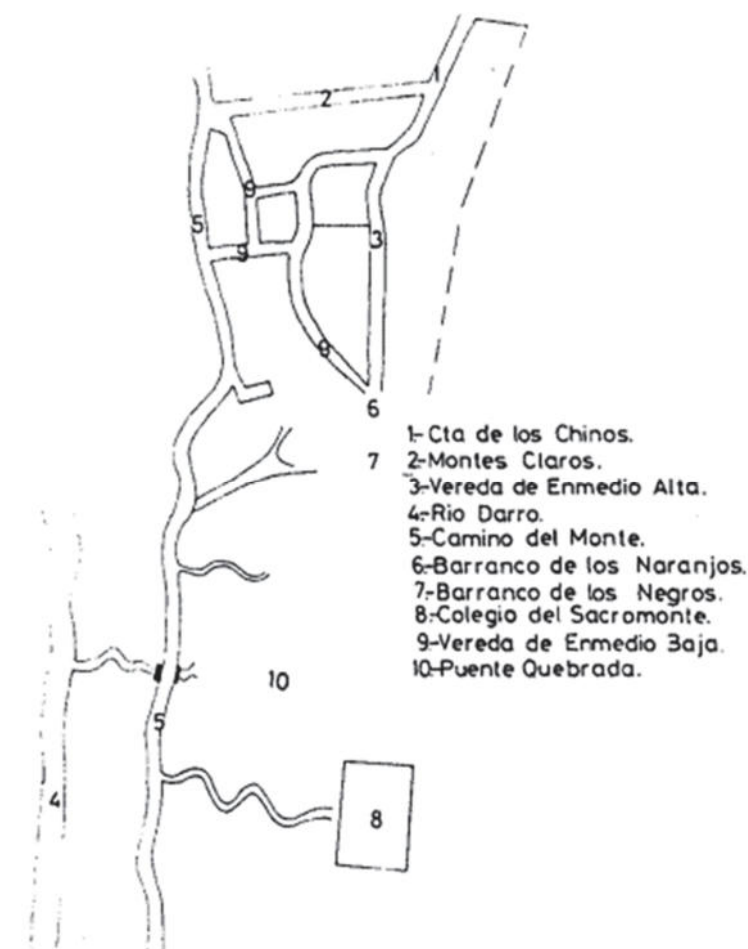 1
2
9
5
3
9
9
6
7
10
5
4
8
1-Cta de los Chinos.
2-Montes Claros.
3-Vereda de Enmedio Alta.
4-Rio Darro.
5-Camino del Monte.
6-Barranco de los Naranjos.
7-Barranco de los Negros.
8-Colegio del Sacromonte.
9-Vereda de Enmedio Baja.
10-Puente Quebrada.